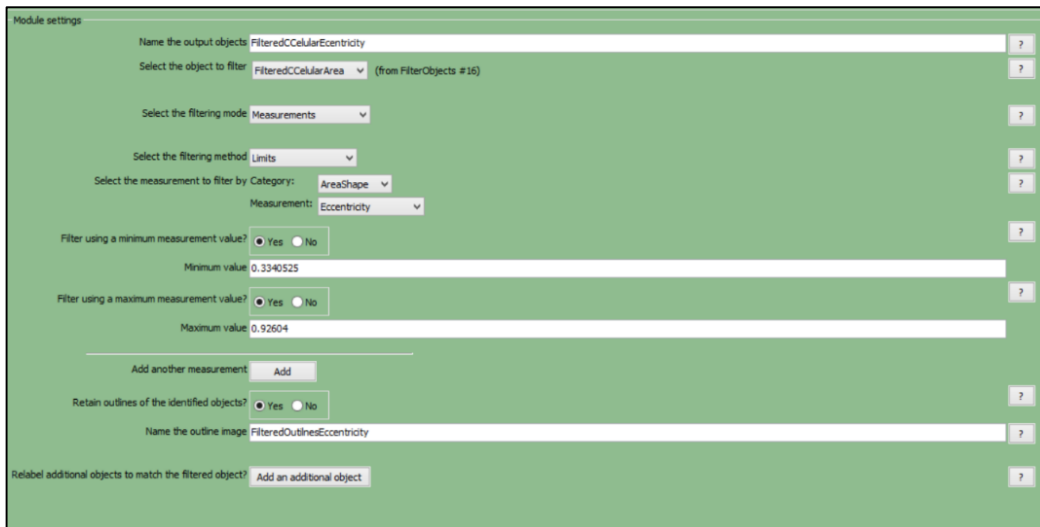 Module settings
Name the output objects FilteredCCelularEcentricity ?
Select the object to filter FilteredCCelularArea (from FilterObjects #16) ?
Select the filtering mode Measurements ?
Select the filtering method Limits ?
Select the measurement to filter by Category: AreaShape ?
Measurement: Eccentricity
Filter using a minimum measurement value? Yes No ?
Minimum value 0.3340525
Filter using a maximum measurement value? Yes No ?
Maximum value 0.92604
Add another measurement Add
Retain outlines of the identified objects? Yes No ?
Name the outline image FilteredOutilnesEccentricity ?
Relabel additional objects to match the filtered object? Add an additional object ?